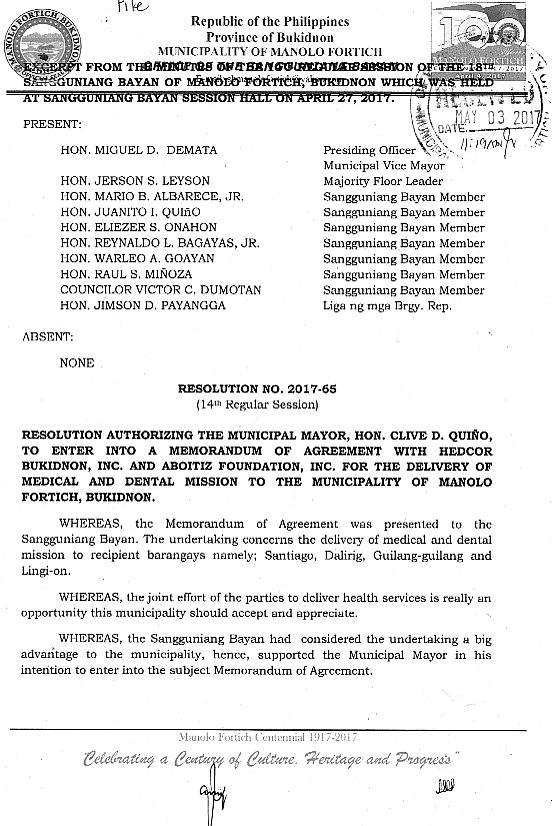 File
Republic of the Philippines
Province of Bukidnon
MUNICIPALITY OF MANOLO FORTICH
EXCERPT FROM THE MINUTES OF THE REGULAR SESSION OF THE 18TH
SANGGUNIANG BAYAN OF MANOLO FORTICH, BUKIDNON WHICH WAS HELD
AT SANGGUNIANG BAYAN SESSION HALL ON APRIL 27, 2017.
100
RECEIVED
MAY 03 2017
DATE:
PRESENT:
HON. MIGUEL D. DEMATA Presiding Officer
Municipal Vice Mayor
HON. JERSON S. LEYSON Majority Floor Leader
HON. MARIO B. ALBARECE, JR. Sangguniang Bayan Member
HON. JUANITO I. QUIñO Sangguniang Bayan Member
HON. ELIEZER S. ONAHON Sangguniang Bayan Member
HON. REYNALDO L. BAGAYAS, JR. Sangguniang Bayan Member
HON. WARLEO A. GOAYAN Sangguniang Bayan Member
HON. RAUL S. MIÑOZA Sangguniang Bayan Member
COUNCILOR VICTOR C. DUMOTAN Sangguniang Bayan Member
HON. JIMSON D. PAYANGGA Liga ng mga Brgy. Rep.
ABSENT:
NONE
RESOLUTION NO. 2017-65
(14th Regular Session)
RESOLUTION AUTHORIZING THE MUNICIPAL MAYOR, HON. CLIVE D. QUIÑO,
TO ENTER INTO A MEMORANDUM OF AGREEMENT WITH HEDCOR
BUKIDNON, INC. AND ABOITIZ FOUNDATION, INC. FOR THE DELIVERY OF
MEDICAL AND DENTAL MISSION TO THE MUNICIPALITY OF MANOLO
FORTICH, BUKIDNON.
WHEREAS, the Memorandum of Agreement was presented to the
Sangguniang Bayan. The undertaking concerns the delivery of medical and dental
mission to recipient barangays namely; Santiago, Dalirig, Guilang-guilang and
Lingi-on.
WHEREAS, the joint effort of the parties to deliver health services is really an
opportunity this municipality should accept and appreciate.
WHEREAS, the Sangguniang Bayan had considered the undertaking a big
advantage to the municipality, hence, supported the Municipal Mayor in his
intention to enter into the subject Memorandum of Agreement.
Manolo Fortich Centennial 1917-2017
"Celebrating a Century of Culture, Heritage and Progress"